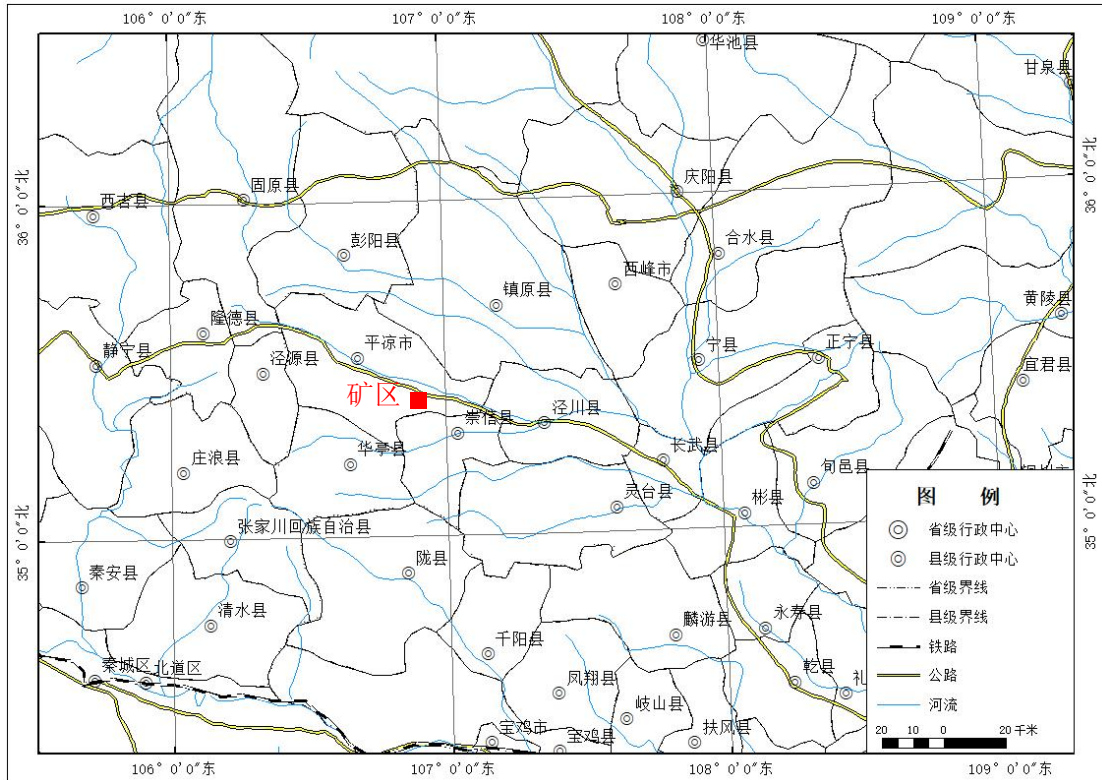 106° 0′0″东
107° 0′0″东
108° 0′0″东
109° 0′0″东
华池县
甘泉县
36° 0′0″北
36° 0′0″北
西吉县
固原县
庆阳县
彭阳县
合水县
西峰市
镇原县
黄陵县
隆德县
静宁县
泾源县
平凉市
宁县
正宁县
宜君县
矿区
崇信县
泾川县
庄浪县
华亭县
长武县
旬邑县
灵台县
彬县
张家川回族自治县
35° 0′0″北
35° 0′0″北
陇县
秦安县
清水县
麟游县
永寿县
千阳县
秦城区
北道区
凤翔县
乾县
礼
岐山县
宝鸡市
宝鸡县
扶风县
图 例
省级行政中心
县级行政中心
省级界线
县级界线
铁路
公路
河流
20 10 0 20 千米
106° 0′0″东
107° 0′0″东
108° 0′0″东
109° 0′0″东